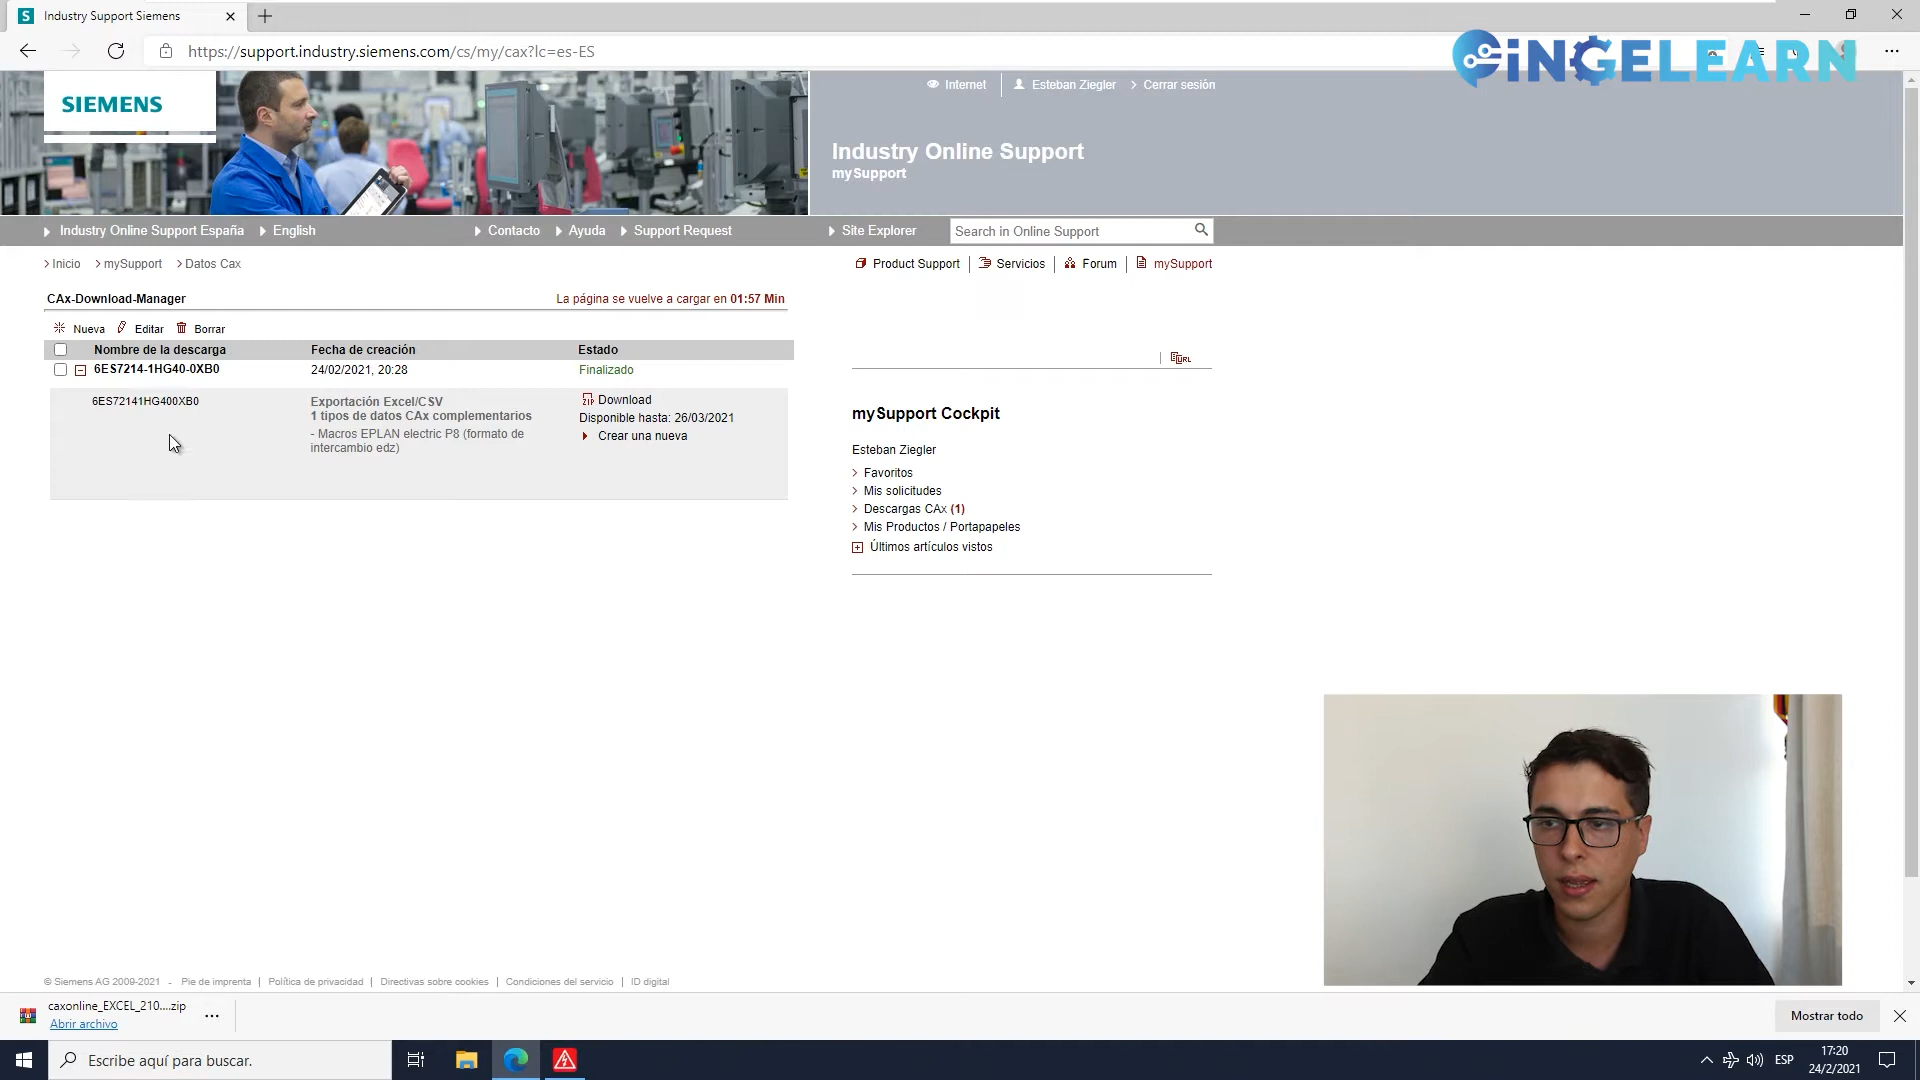 Industry Support Siemens
https://support.industry.siemens.com/cs/my/cax?lc=es-ES
iNGELEARN
SIEMENS
Internet
Esteban Ziegler
Cerrar sesión
Industry Online Support
mySupport
Industry Online Support España
English
Contacto
Ayuda
Support Request
Site Explorer
Search in Online Support
Inicio
mySupport
Datos Cax
Product Support
Servicios
Forum
mySupport
CAx-Download-Manager
La página se vuelve a cargar en 01:57 Min
Nueva
Editar
Borrar
Nombre de la descarga
Fecha de creación
Estado
6ES7214-1HG40-0XB0
24/02/2021, 20:28
Finalizado
6ES72141HG400XB0
Exportación Excel/CSV
1 tipos de datos CAx complementarios
- Macros EPLAN electric P8 (formato de
intercambio edz)
ZIP
Download
Disponible hasta: 26/03/2021
Crear una nueva
URL
mySupport Cockpit
Esteban Ziegler
Favoritos
Mis solicitudes
Descargas CAx (1)
Mis Productos / Portapapeles
Últimos artículos vistos
© Siemens AG 2009-2021 - Pie de imprenta | Política de privacidad | Directivas sobre cookies | Condiciones del servicio | ID digital
caxonline_EXCEL_210....zip
Abrir archivo
Mostrar todo
Escribe aquí para buscar.
ESP
17:20
24/2/2021